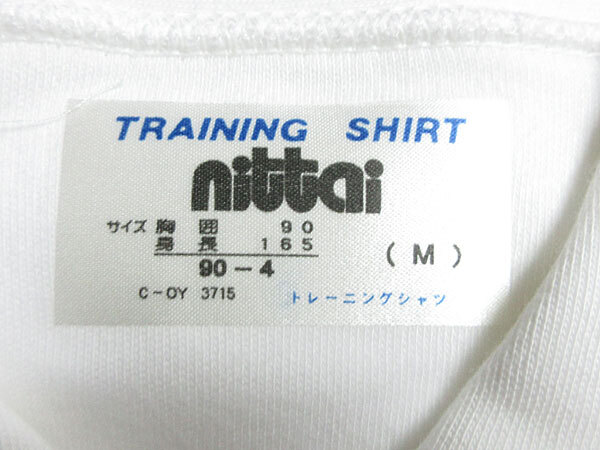 TRAINING SHIRT
nittai
サイズ 胸囲 90
身長 165
90-4
(M)
C-OY 3715
トレーニングシャツ